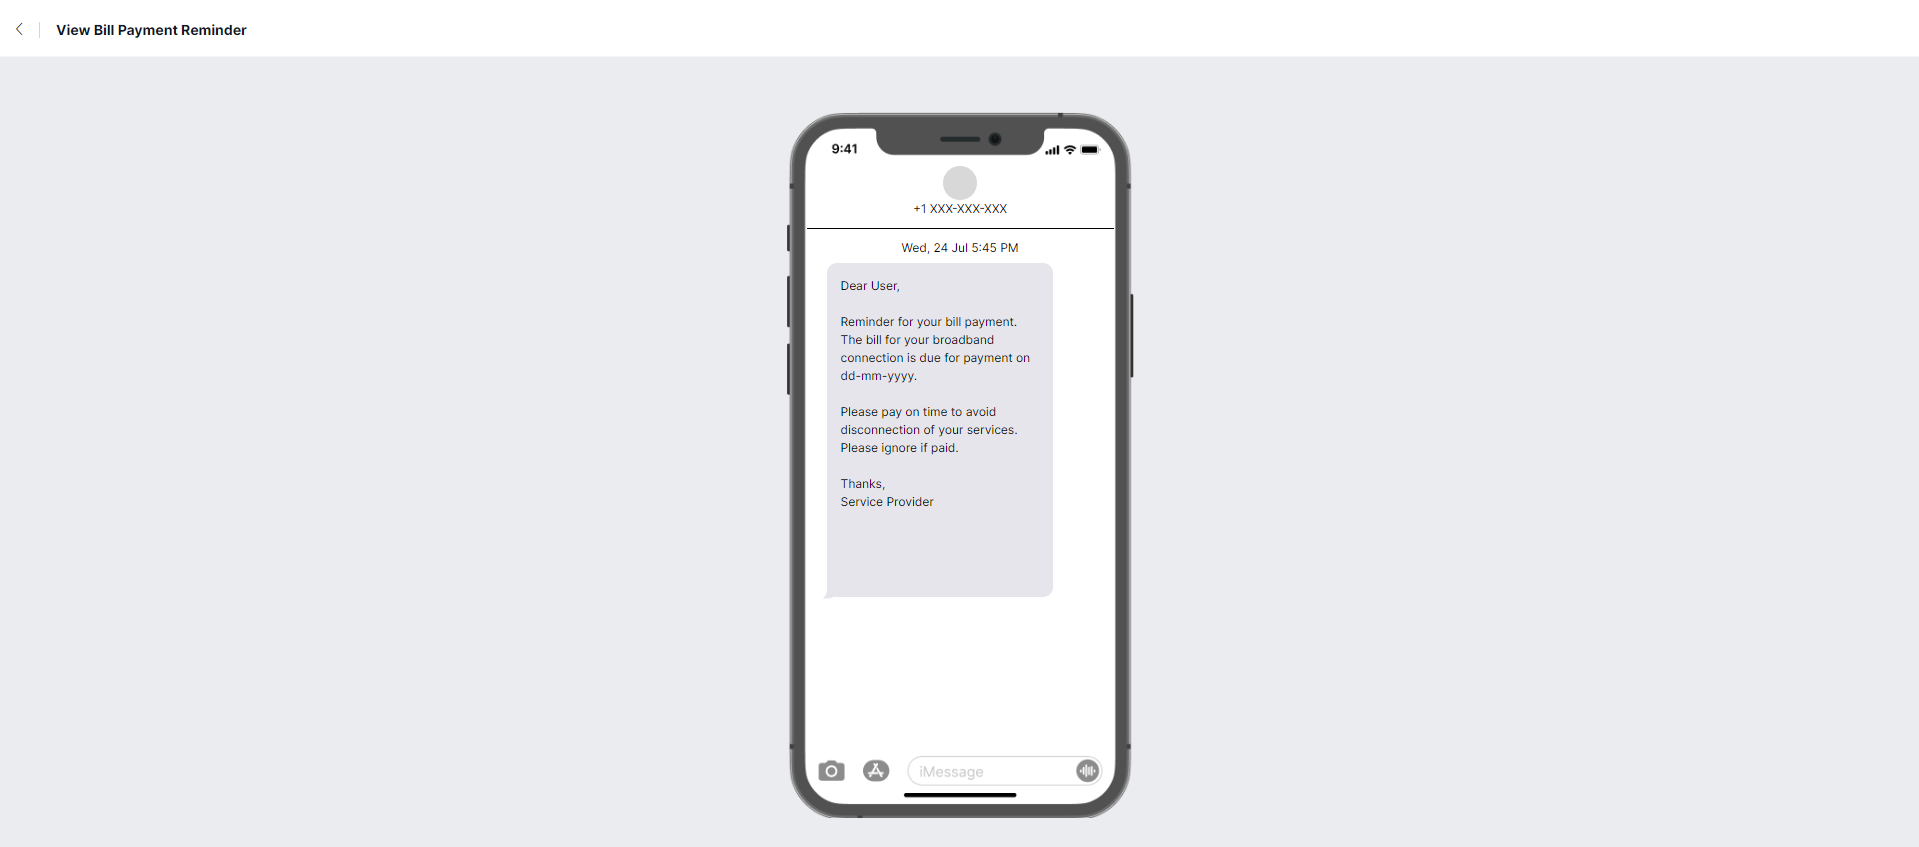 View Bill Payment Reminder
9:41
+1 XXX-XXX-XXX
Wed, 24 Jul 5:45 PM
Dear User,
Reminder for your bill payment.
The bill for your broadband
connection is due for payment on
dd-mm-yyyy.
Please pay on time to avoid
disconnection of your services.
Please ignore if paid.
Thanks,
Service Provider
iMessage